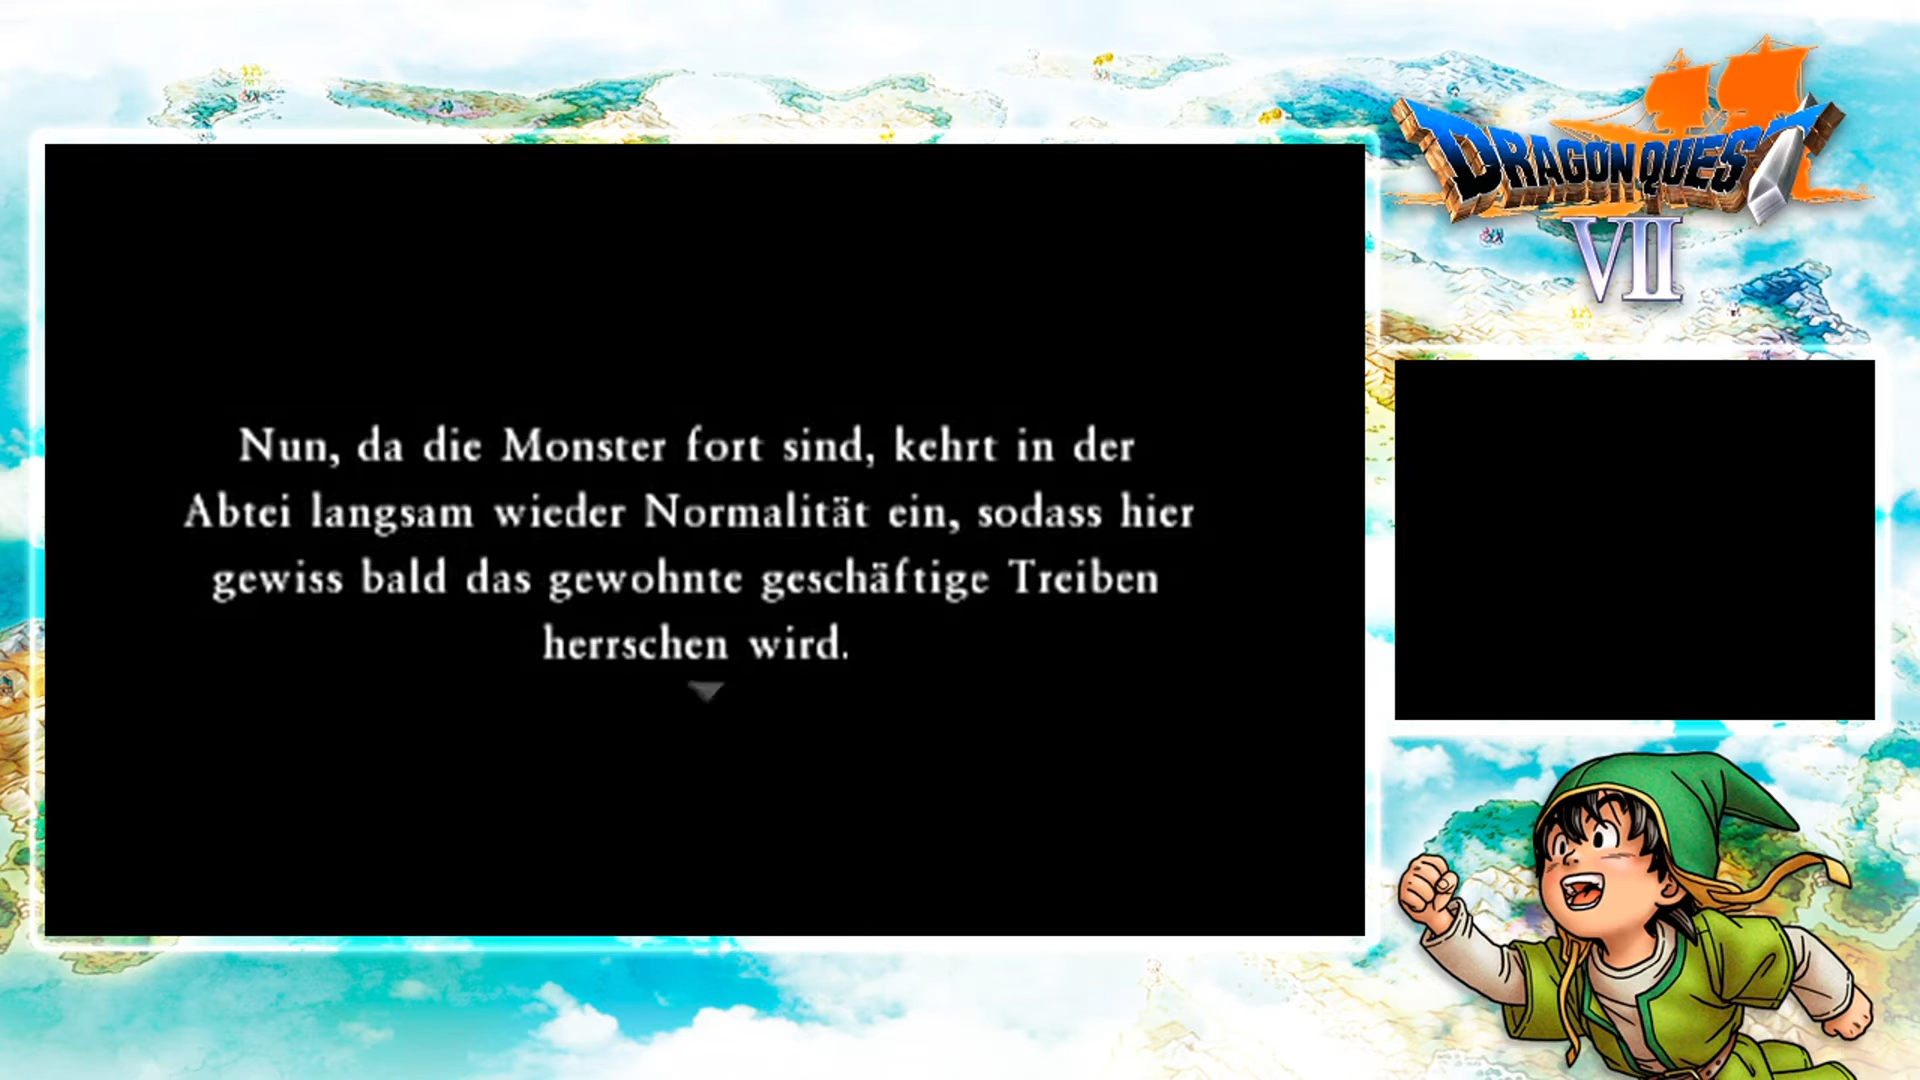 DRAGON QUEST
VII
Nun, da die Monster fort sind, kehrt in der
Abtei langsam wieder Normalität ein, sodass hier
gewiss bald das gewohnte geschäftige Treiben
herrschen wird.